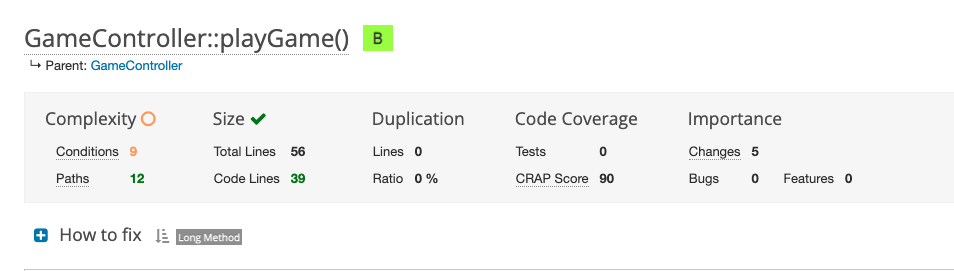 GameController::playGame() B
Parent: GameController
Complexity Size Duplication Code Coverage Importance
Conditions 9 Total Lines 56 Lines 0 Tests 0 Changes 5
Paths 12 Code Lines 39 Ratio 0 % CRAP Score 90 Bugs 0 Features 0
How to fix Long Method